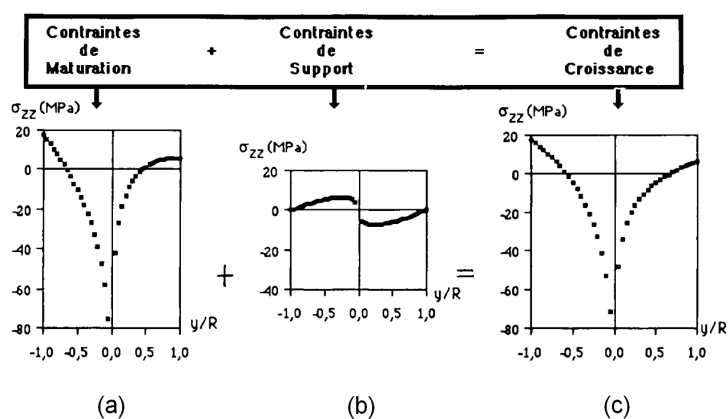 Contraintes de Maturation + Contraintes de Support = Contraintes de Croissance
σzz (MPa)
20
0
-20
-40
-60
-80
-1,0 -0,5 0,0 0,5 1,0
y/R
+
σzz (MPa)
20
0
-20
-40
-1,0 -0,5 0,0 0,5 1,0
y/R
=
σzz (MPa)
20
0
-20
-40
-60
-80
-1,0 -0,5 0,0 0,5 1,0
y/R
(a) (b) (c)